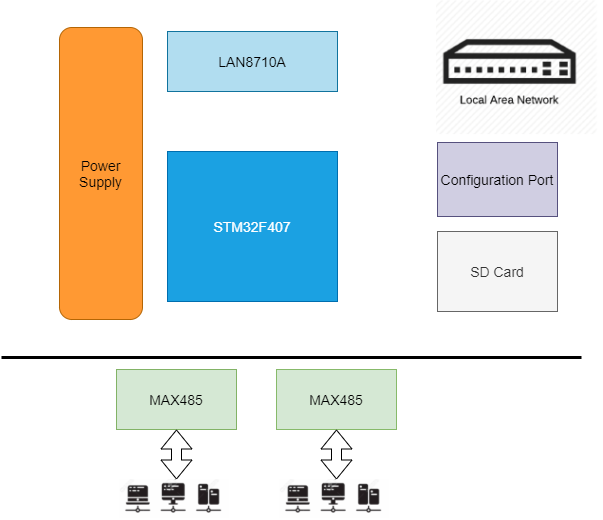 LAN8710A
Local Area Network
Power
Supply
Configuration Port
STM32F407
SD Card
MAX485
MAX485